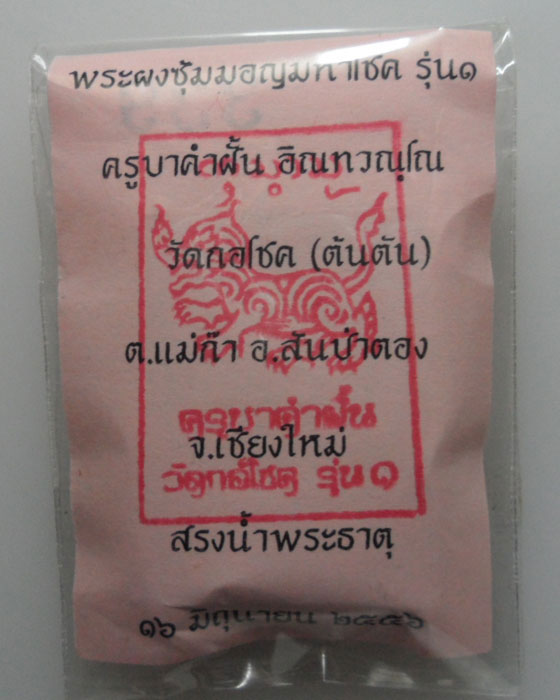 พระผงซุ้มมอญมหาโชค รุ่น๑
ครูบาคำฝั้น อิณทวณฺโณ
วัดกอโชค (ต้นตัน)
ต.แม่ก๊า อ.สันป่าตอง
ครูบาคำฝั้น
จ.เชียงใหม่
วัดกอโชค รุ่น ๑
สรงน้ำพระธาตุ
๑๖ มิถุนายน ๒๕๕๖